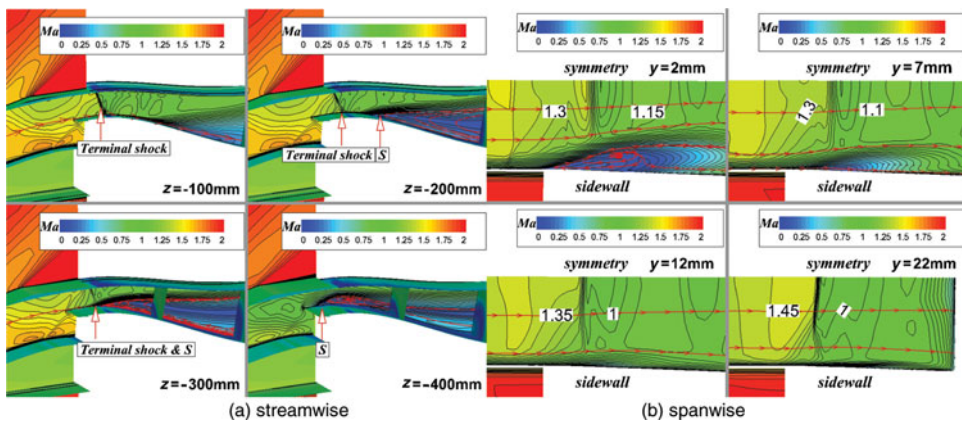 Ma
0 0.25 0.5 0.75 1 1.25 1.5 1.75 2
Terminal shock
z=-100mm
Ma
0 0.25 0.5 0.75 1 1.25 1.5 1.75 2
Terminal shock S
z=-200mm
Ma
0 0.25 0.5 0.75 1 1.25 1.5 1.75 2
Terminal shock & S
z=-300mm
Ma
0 0.25 0.5 0.75 1 1.25 1.5 1.75 2
S
z=-400mm
(a) streamwise
Ma
0 0.25 0.5 0.75 1 1.25 1.5 1.75 2
symmetry y=2mm
1.3 1.15
sidewall
Ma
0 0.25 0.5 0.75 1 1.25 1.5 1.75 2
symmetry y=7mm
1.3 1.1
sidewall
Ma
0 0.25 0.5 0.75 1 1.25 1.5 1.75 2
symmetry y=12mm
1.35 1
sidewall
Ma
0 0.25 0.5 0.75 1 1.25 1.5 1.75 2
symmetry y=22mm
1.45 1
sidewall
(b) spanwise